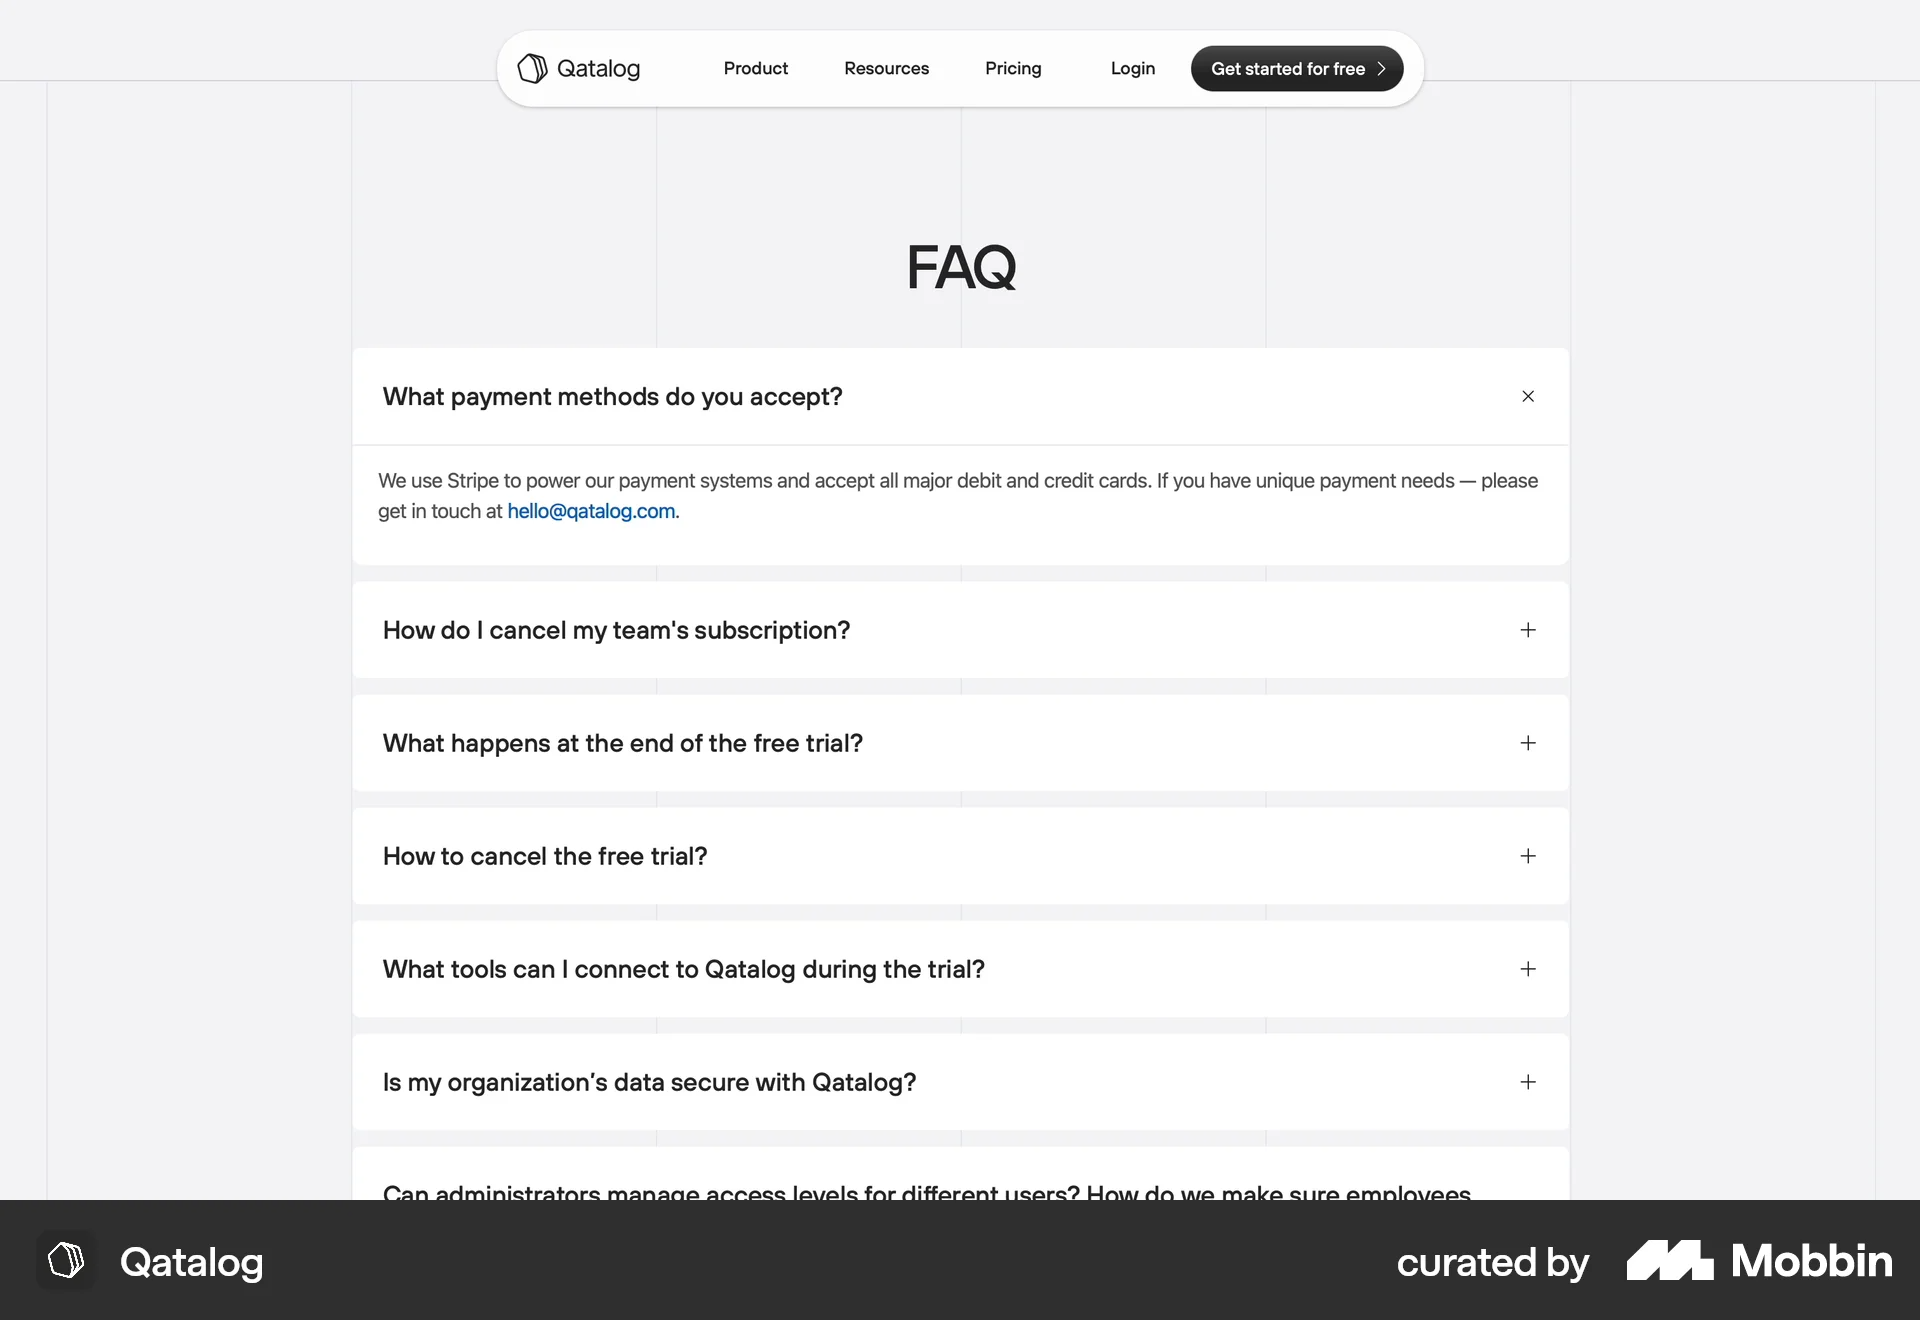 Qatalog
Product
Resources
Pricing
Login
Get started for free
FAQ
What payment methods do you accept?
We use Stripe to power our payment systems and accept all major debit and credit cards. If you have unique payment needs — please
get in touch at hello@qatalog.com.
How do I cancel my team's subscription?
What happens at the end of the free trial?
How to cancel the free trial?
What tools can I connect to Qatalog during the trial?
Is my organization's data secure with Qatalog?
Can administrators manage access levels for different users? How do we make sure employees
Qatalog
curated by
Mobbin